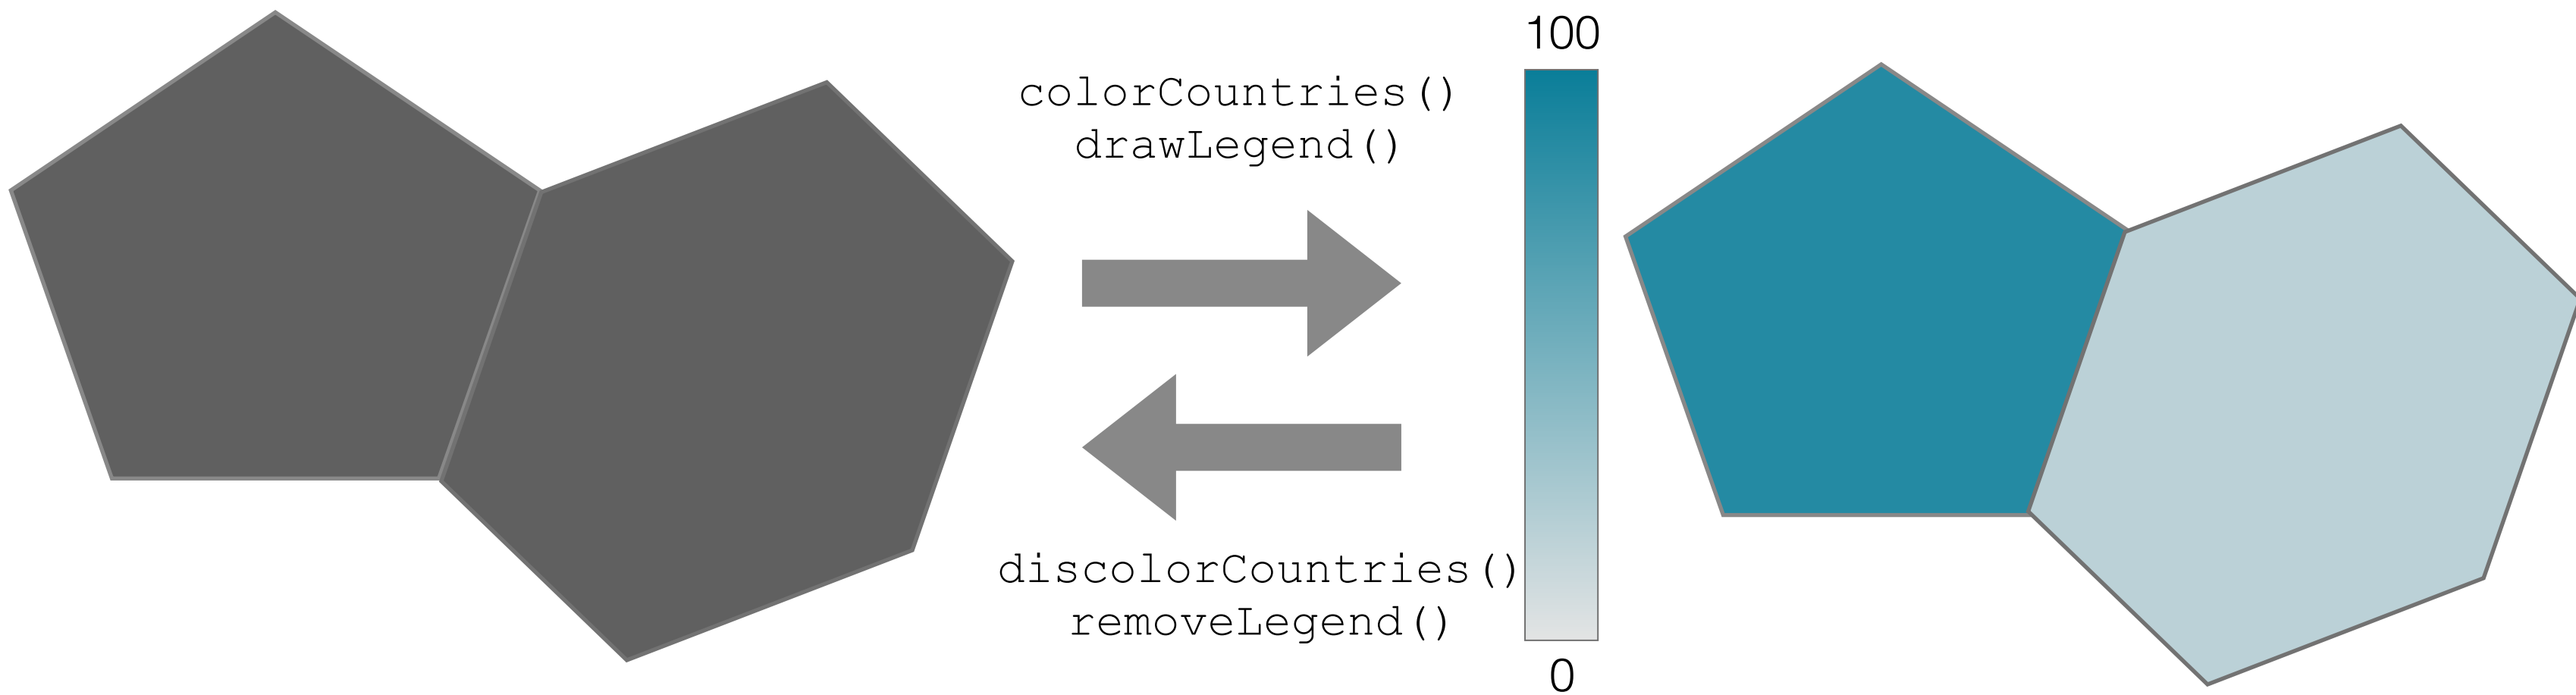 colorCountries()
drawLegend()
discolorCountries()
removeLegend()
100
0